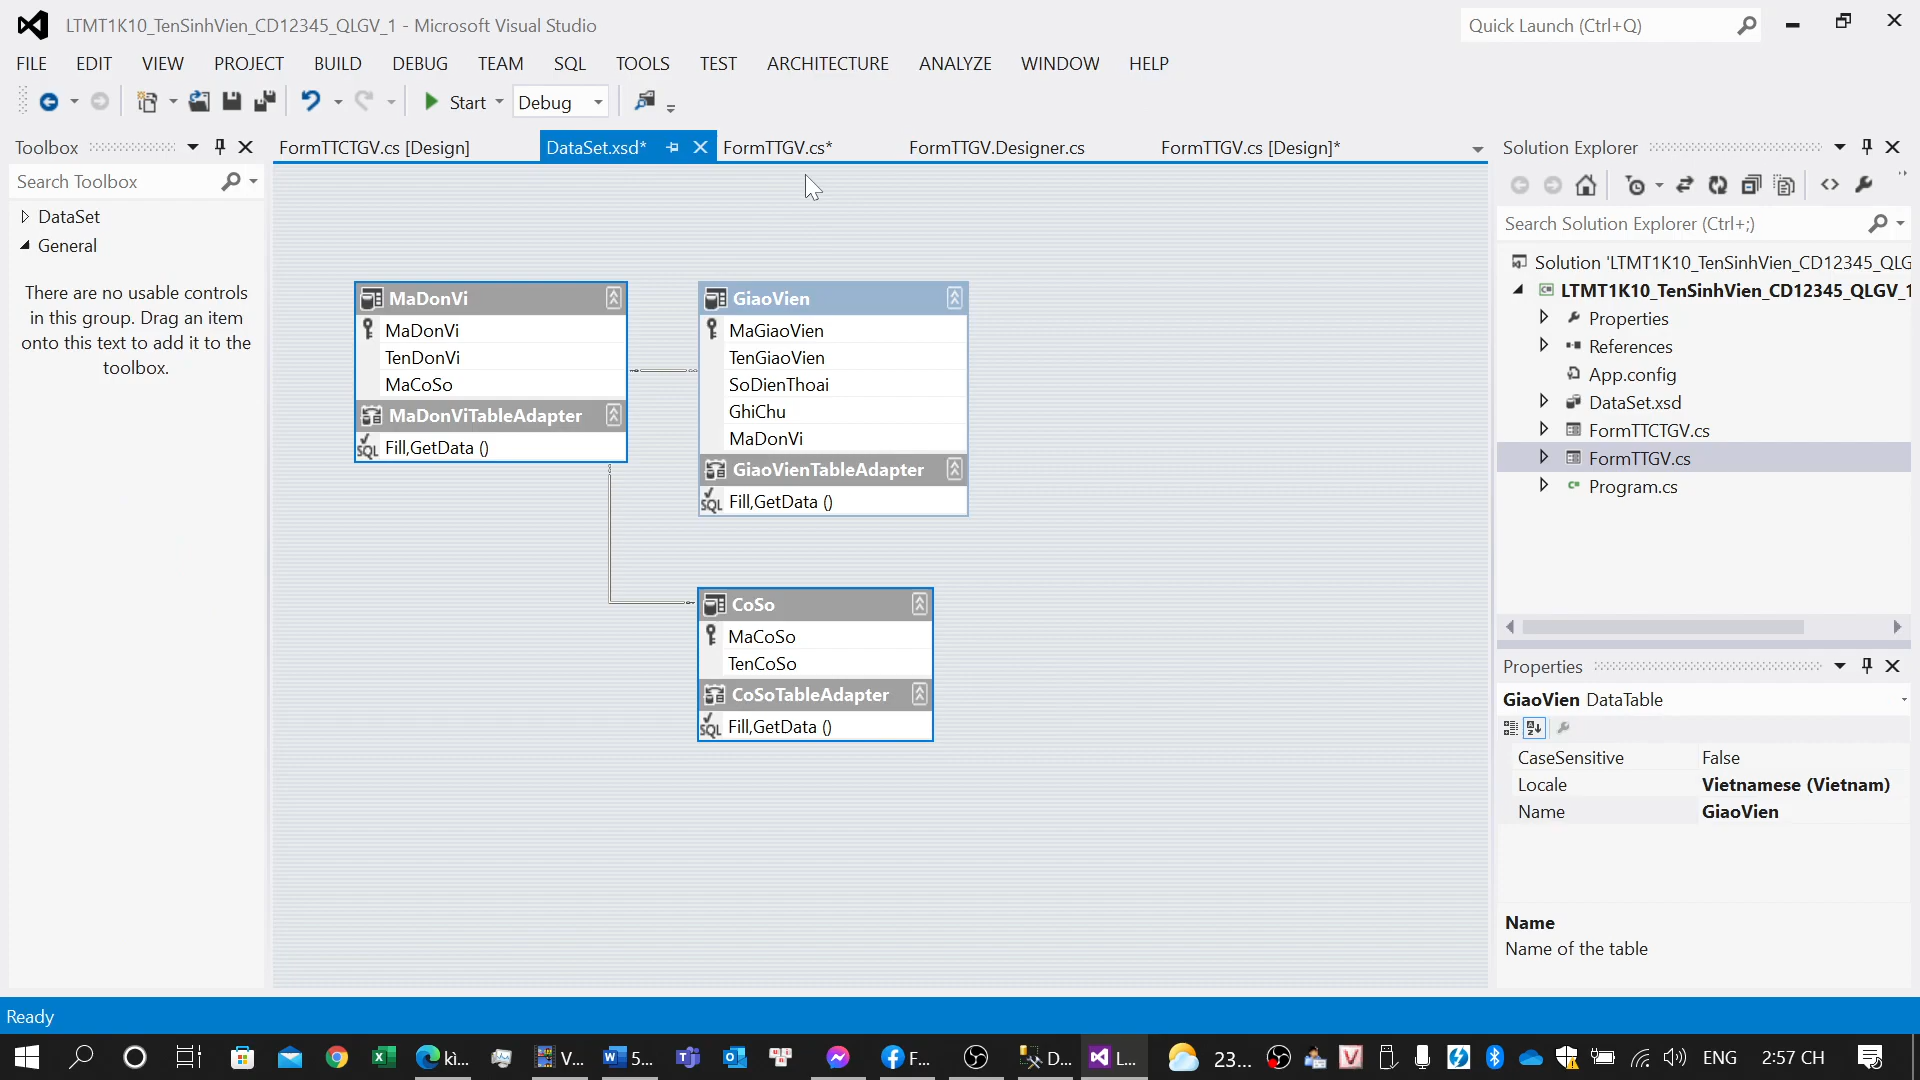 LTMT1K10_TenSinhVien_CD12345_QLGV_1 - Microsoft Visual Studio
Quick Launch (Ctrl+Q)
FILE EDIT VIEW PROJECT BUILD DEBUG TEAM SQL TOOLS TEST ARCHITECTURE ANALYZE WINDOW HELP
Start Debug
Toolbox
FormTTCTGV.cs [Design] DataSet.xsd* FormTTGV.cs* FormTTGV.Designer.cs FormTTGV.cs [Design]*
Solution Explorer
Search Toolbox
DataSet
General
There are no usable controls
in this group. Drag an item
onto this text to add it to the
toolbox.
MaDonVi
MaDonVi
TenDonVi
MaCoSo
MaDonViTableAdapter
SQL Fill,GetData ()
GiaoVien
MaGiaoVien
TenGiaoVien
SoDienThoai
GhiChu
MaDonVi
GiaoVienTableAdapter
SQL Fill,GetData ()
CoSo
MaCoSo
TenCoSo
CoSoTableAdapter
SQL Fill,GetData ()
Search Solution Explorer (Ctrl+;)
Solution 'LTMT1K10_TenSinhVien_CD12345_QLG
LTMT1K10_TenSinhVien_CD12345_QLGV_1
Properties
References
App.config
DataSet.xsd
FormTTCTGV.cs
FormTTGV.cs
Program.cs
Properties
GiaoVien DataTable
CaseSensitive False
Locale Vietnamese (Vietnam)
Name GiaoVien
Name
Name of the table
Ready
kì... V... 5... F... D... L... 23... ENG 2:57 CH